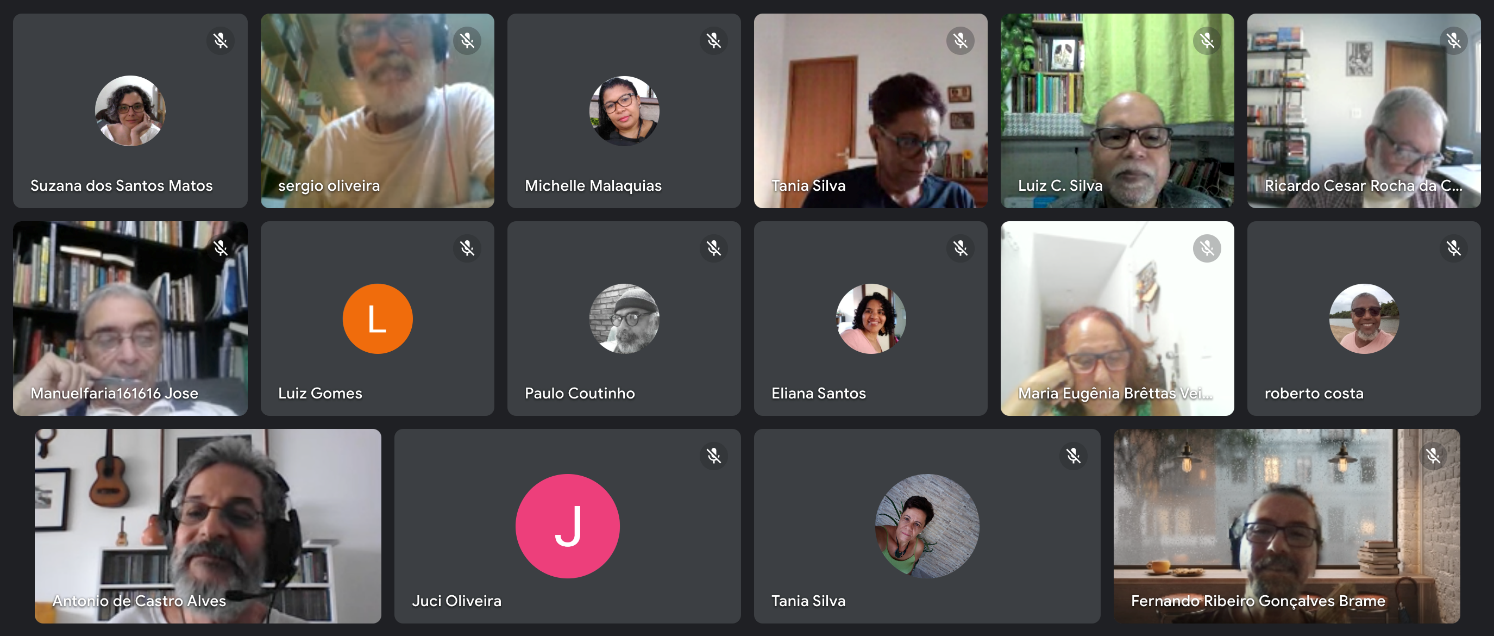 Suzana dos Santos Matos
sergio oliveira
Michelle Malaquias
Tania Silva
Luiz C. Silva
Ricardo Cesar Rocha da C...
Manuelfaria161616 Jose
L
Luiz Gomes
Paulo Coutinho
Eliana Santos
Maria Eugênia Brêttas Vei...
roberto costa
Antonio de Castro Alves
J
Juci Oliveira
Tania Silva
Fernando Ribeiro Gonçalves Brame